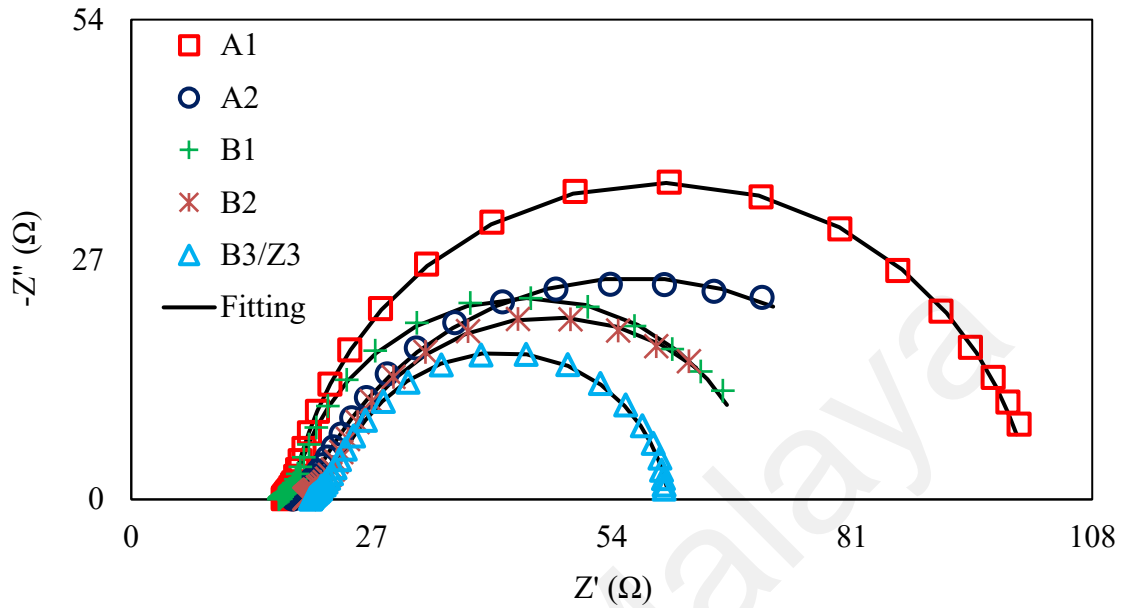 54
A1
A2
B1
B2
27
B3/Z3
Fitting
-Z" (Ω)
0
0 27 54 81 108
Z' (Ω)
alaya